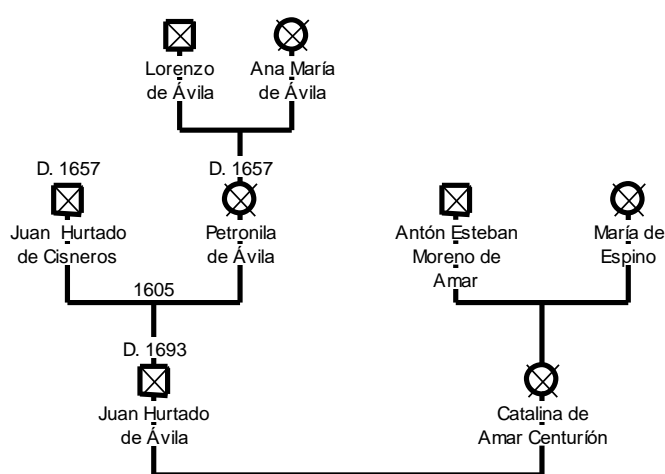 Lorenzo
de Ávila
Ana María
de Ávila
D. 1657
D. 1657
Juan Hurtado
de Cisneros
Petronila
de Ávila
Antón Esteban
Moreno de
Amar
María de
Espino
1605
D. 1693
Juan Hurtado
de Ávila
Catalina de
Amar Centurión